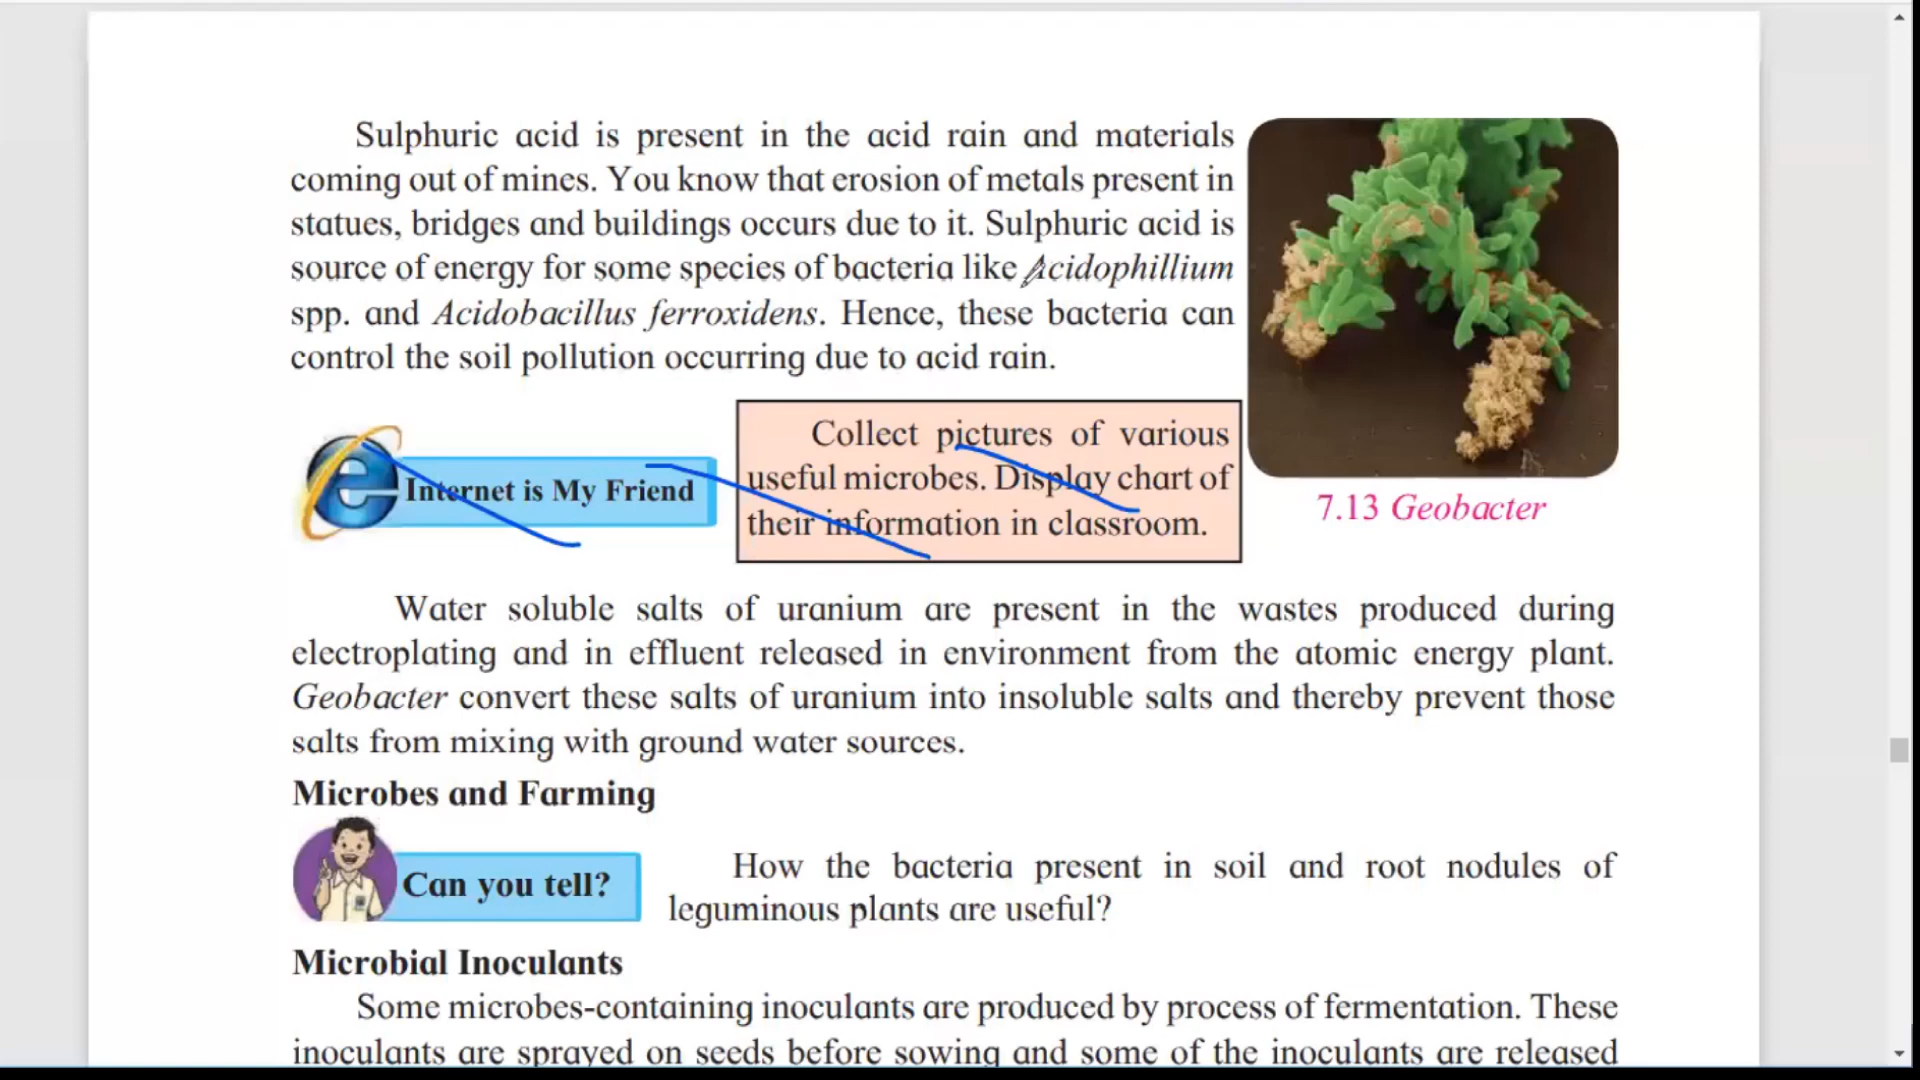 Sulphuric acid is present in the acid rain and materials
coming out of mines. You know that erosion of metals present in
statues, bridges and buildings occurs due to it. Sulphuric acid is
source of energy for some species of bacteria like Acidophillium
spp. and Acidobacillus ferroxidens. Hence, these bacteria can
control the soil pollution occurring due to acid rain.
Internet is My Friend
Collect pictures of various
useful microbes. Display chart of
their information in classroom.
7.13 Geobacter
Water soluble salts of uranium are present in the wastes produced during
electroplating and in effluent released in environment from the atomic energy plant.
Geobacter convert these salts of uranium into insoluble salts and thereby prevent those
salts from mixing with ground water sources.
Microbes and Farming
Can you tell?
How the bacteria present in soil and root nodules of
leguminous plants are useful?
Microbial Inoculants
Some microbes-containing inoculants are produced by process of fermentation. These
inoculants are sprayed on seeds before sowing and some of the inoculants are released